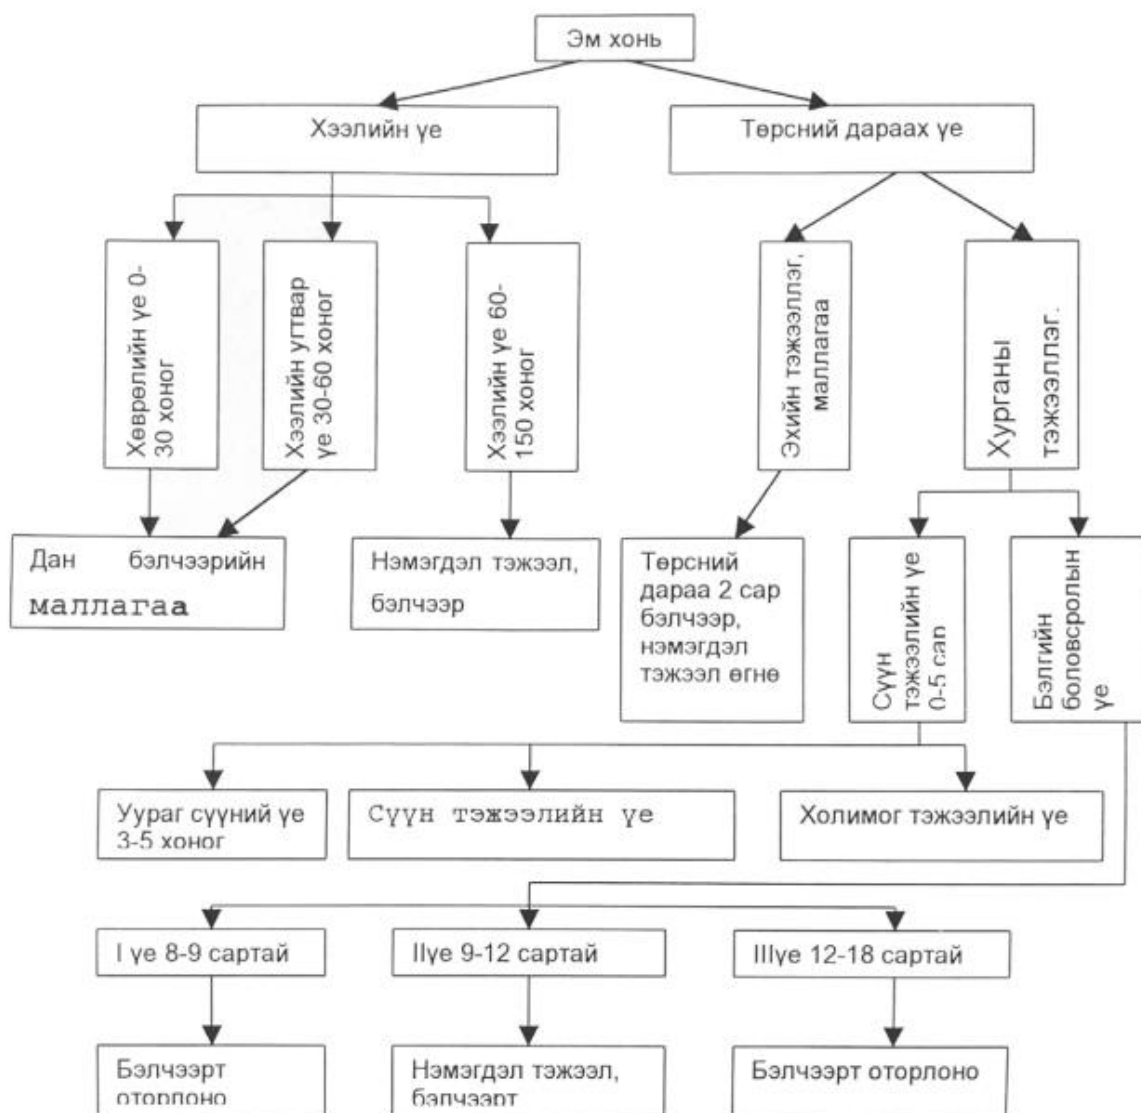 Эм хонь
Хээлийн үе
Төрсний дараах үе
Хөврөлийн үе 0-
30 хоног
Хээлийн угтвар
үе 30-60 хоног
Хээлийн үе 60-
150 хоног
Эхийн тэжээллэг,
маллагаа
Хурганы
тэжээллэг.
Дан бэлчээрийн
маллагаа
Нэмэгдэл тэжээл,
бэлчээр
Төрсний
дараа 2 сар
бэлчээр,
нэмэгдэл
тэжээл өгнө
Сүүн
тэжээлийн үе
0-5 сар
Бэлгийн
боловсролын
үе
Уураг сүүний үе
3-5 хоног
Сүүн тэжээлийн үе
Холимог тэжээлийн үе
I үе 8-9 сартай
IIүе 9-12 сартай
IIIүе 12-18 сартай
Бэлчээрт
оторлоно
Нэмэгдэл тэжээл,
бэлчээрт
Бэлчээрт оторлоно